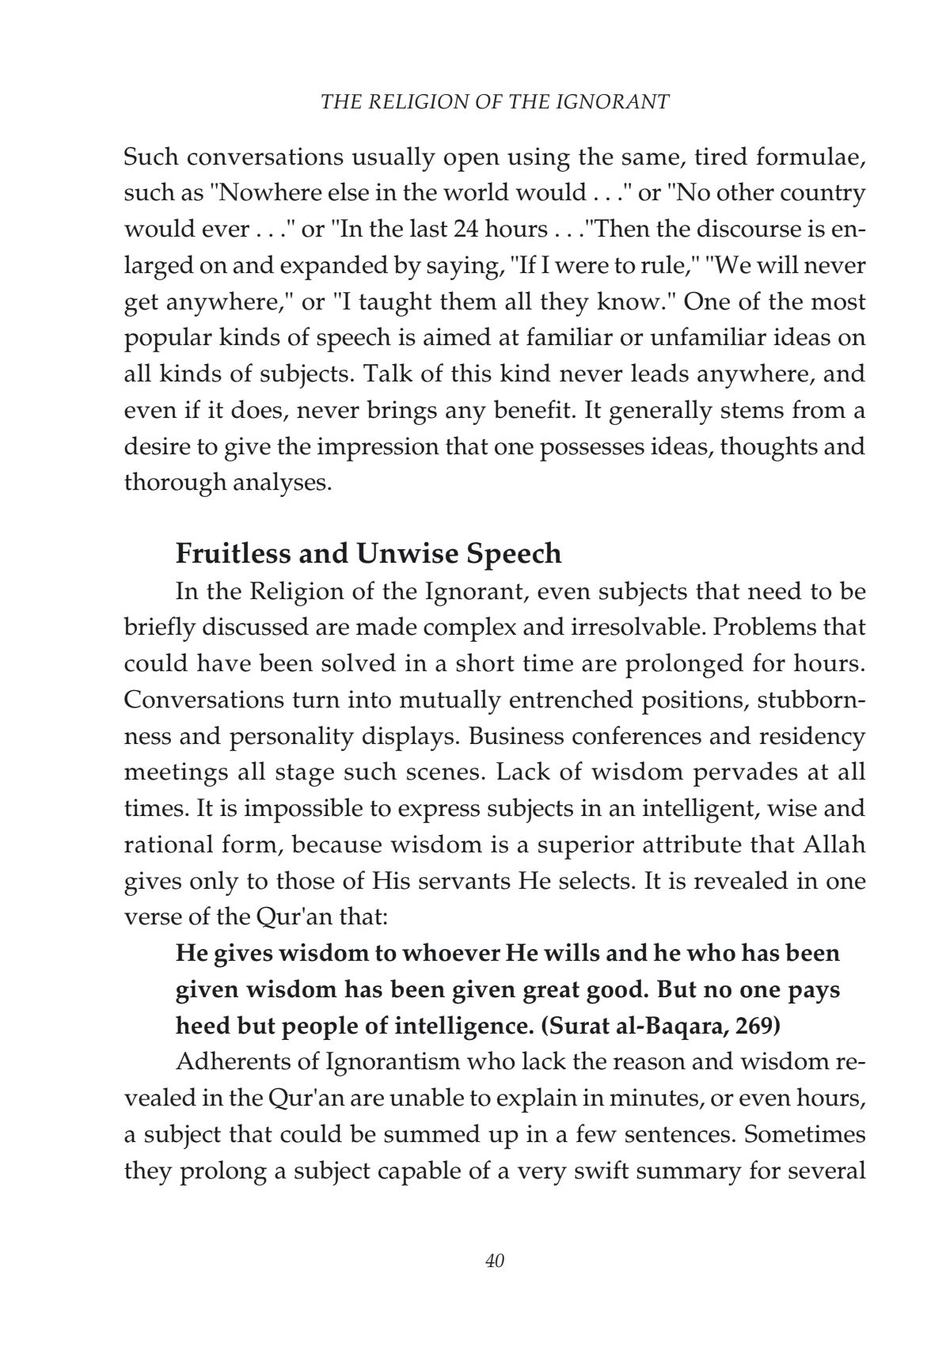 THE RELIGION OF THE IGNORANT
Such conversations usually open using the same, tired formulae,
such as "Nowhere else in the world would . . ." or "No other country
would ever . . ." or "In the last 24 hours . . ."Then the discourse is en-
larged on and expanded by saying, "If I were to rule," "We will never
get anywhere," or "I taught them all they know." One of the most
popular kinds of speech is aimed at familiar or unfamiliar ideas on
all kinds of subjects. Talk of this kind never leads anywhere, and
even if it does, never brings any benefit. It generally stems from a
desire to give the impression that one possesses ideas, thoughts and
thorough analyses.
Fruitless and Unwise Speech
In the Religion of the Ignorant, even subjects that need to be
briefly discussed are made complex and irresolvable. Problems that
could have been solved in a short time are prolonged for hours.
Conversations turn into mutually entrenched positions, stubborn-
ness and personality displays. Business conferences and residency
meetings all stage such scenes. Lack of wisdom pervades at all
times. It is impossible to express subjects in an intelligent, wise and
rational form, because wisdom is a superior attribute that Allah
gives only to those of His servants He selects. It is revealed in one
verse of the Qur'an that:
He gives wisdom to whoever He wills and he who has been
given wisdom has been given great good. But no one pays
heed but people of intelligence. (Surat al-Baqara, 269)
Adherents of Ignorantism who lack the reason and wisdom re-
vealed in the Qur'an are unable to explain in minutes, or even hours,
a subject that could be summed up in a few sentences. Sometimes
they prolong a subject capable of a very swift summary for several
40